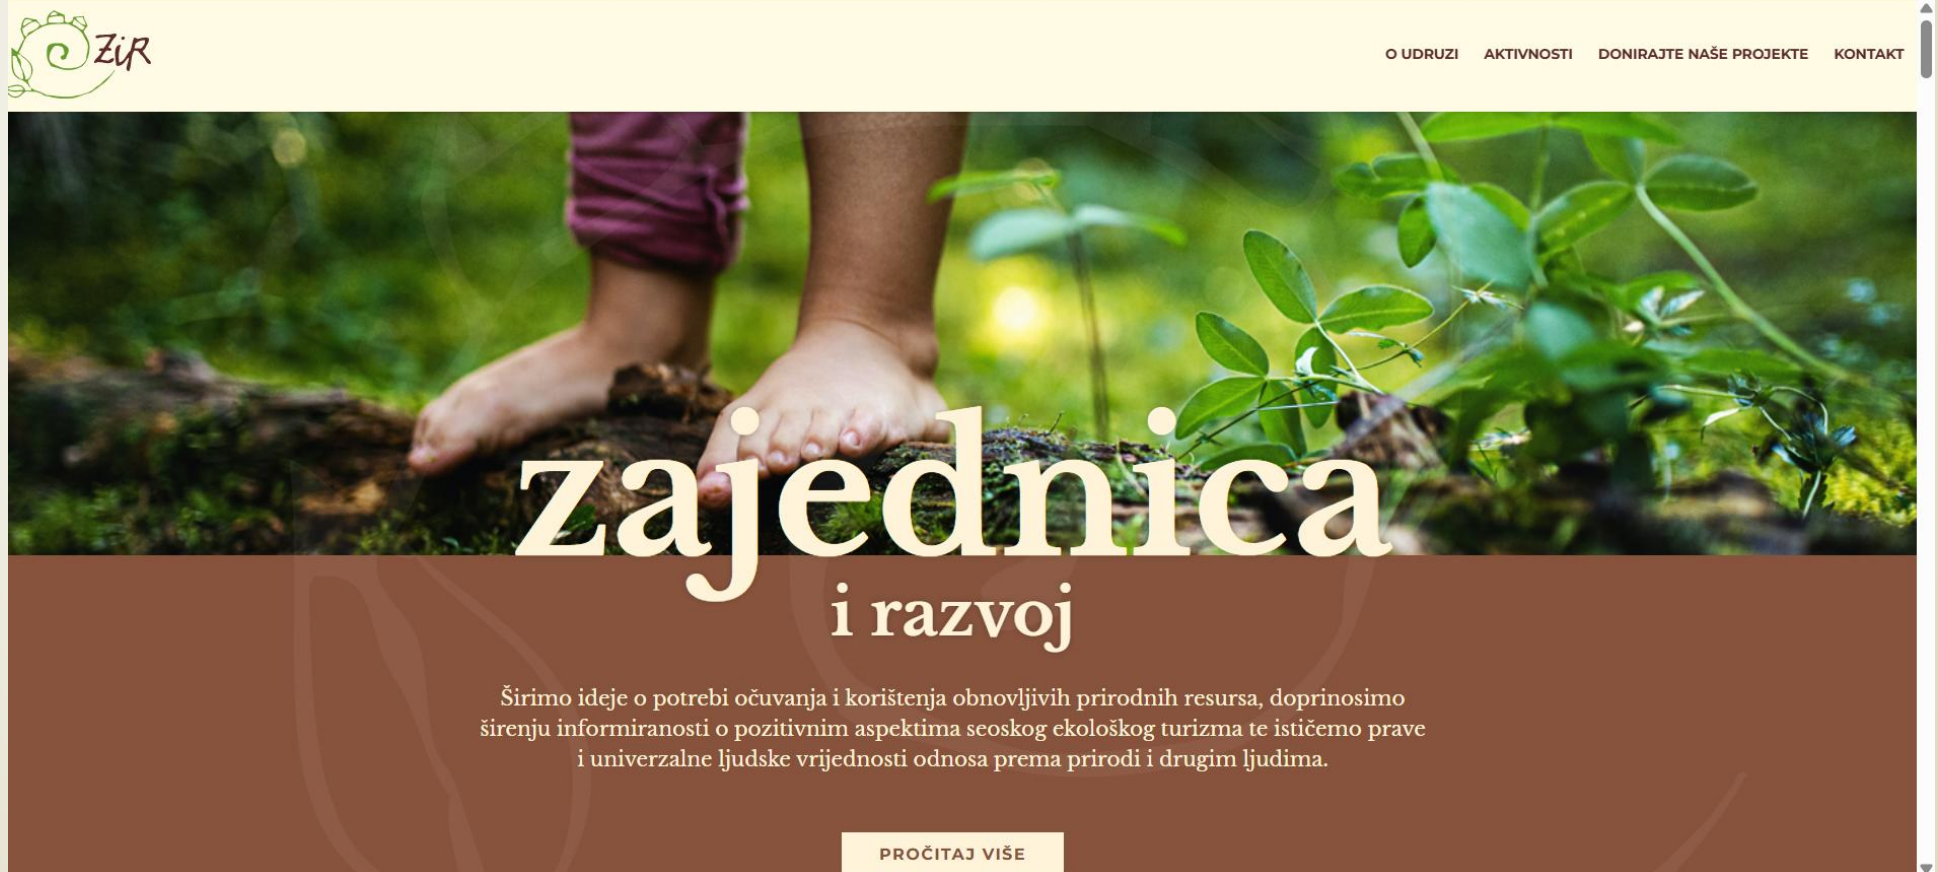 ZiR
O UDRUZI AKTIVNOSTI DONIRAJTE NAŠE PROJEKTE KONTAKT
zajednica
i razvoj
Širimo ideje o potrebi očuvanja i korištenja obnovljivih prirodnih resursa, doprinosimo
širenju informiranosti o pozitivnim aspektima seoskog ekološkog turizma te ističemo prave
i univerzalne ljudske vrijednosti odnosa prema prirodi i drugim ljudima.
PROČITAJ VIŠE